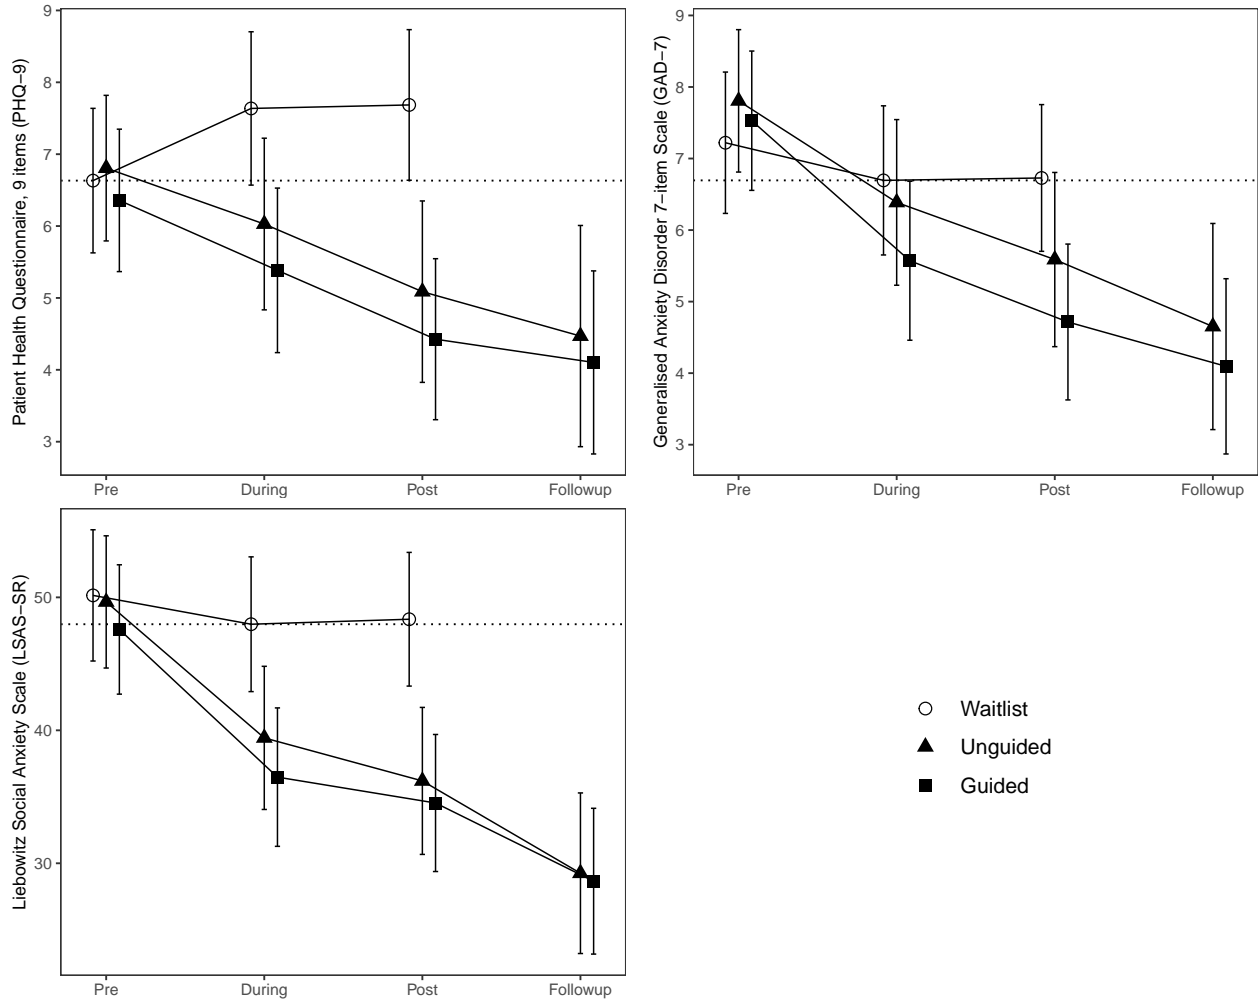 Patient Health Questionnaire, 9 items (PHQ−9)
9
8
7
6
5
4
3
Pre
During
Post
Followup
Generalised Anxiety Disorder 7−item Scale (GAD−7)
9
8
7
6
5
4
3
Pre
During
Post
Followup
Liebowitz Social Anxiety Scale (LSAS−SR)
50
40
30
Pre
During
Post
Followup
Waitlist
Unguided
Guided